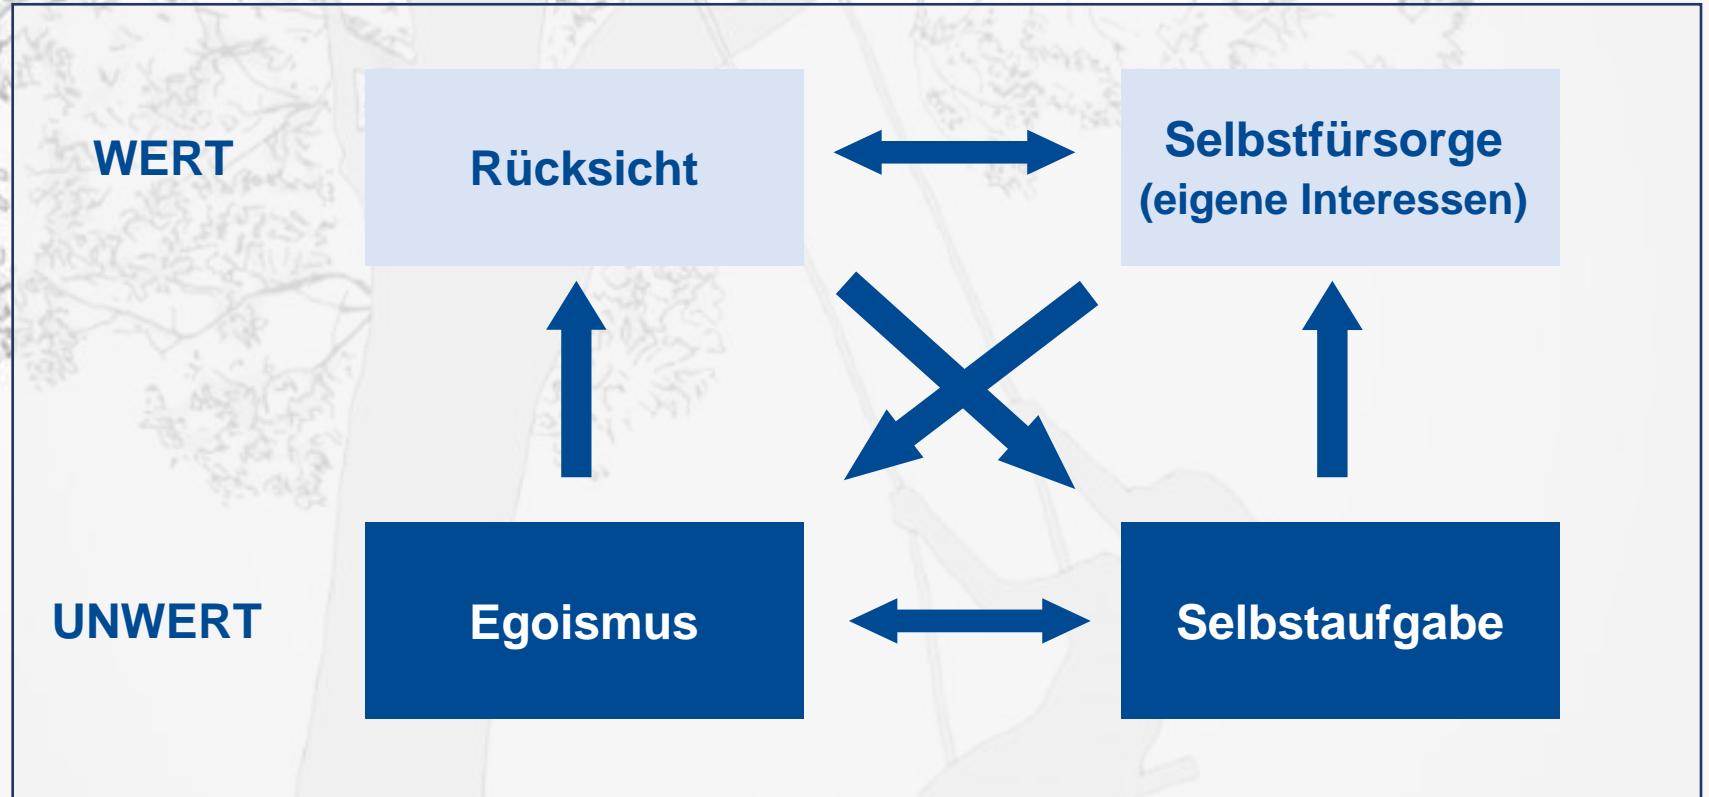 WERT
Rücksicht
Selbstfürsorge
(eigene Interessen)
UNWERT
Egoismus
Selbstaufgabe